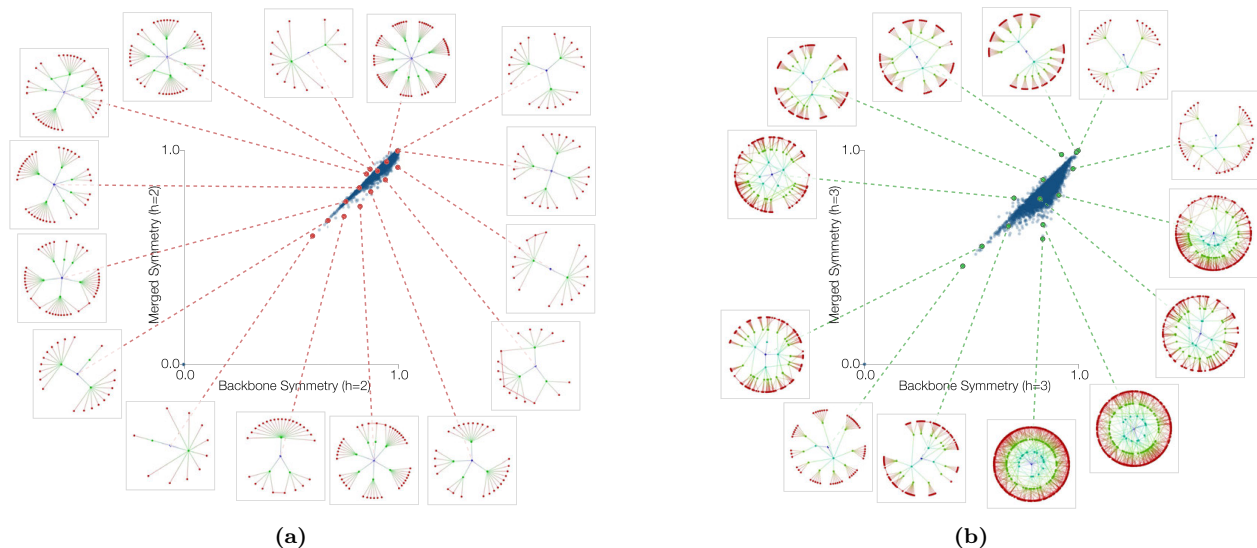 1.0
Merged Symmetry (h=2)
0.0
0.0
1.0
Backbone Symmetry (h=2)
(a)
1.0
Merged Symmetry (h=3)
0.0
0.0
1.0
Backbone Symmetry (h=3)
(b)